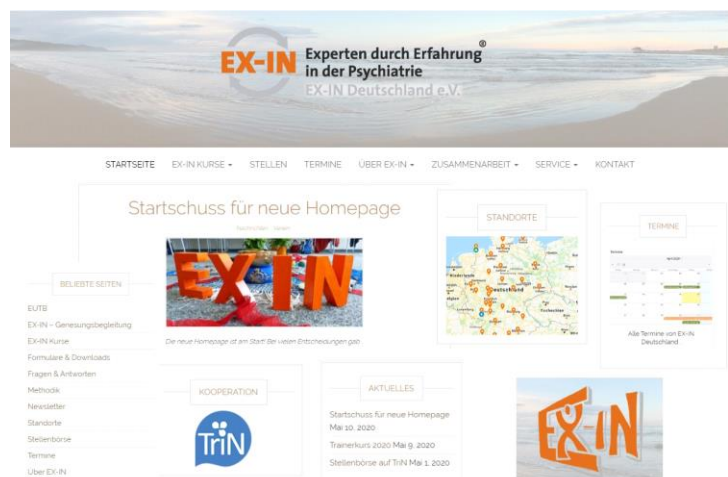 EX-IN Experten durch Erfahrung®
in der Psychiatrie
EX-IN Deutschland e.V.
STARTSEITE EX-IN KURSE STELLEN TERMINE ÜBER EX-IN ZUSAMMENARBEIT SERVICE KONTAKT
Startschuss für neue Homepage
EX IN
Die neue Homepage ist am Start! Bei vielen Entscheidungen gab
BELIEBTE SEITEN
EUTB
EX-IN – Genesungsbegleitung
EX-IN Kurse
Formulare & Downloads
Fragen & Antworten
Methodik
Newsletter
Standorte
Stellenbörse
Termine
Über EX-IN
KOOPERATION
TriN
AKTUELLES
Startschuss für neue Homepage
Mai 10, 2020
Trainerkurs 2020 Mai 9, 2020
Stellenbörse auf TriN Mai 1, 2020
STANDORTE
Deutschland
TERMINE
Alle Termine von EX-IN
Deutschland
EX-IN